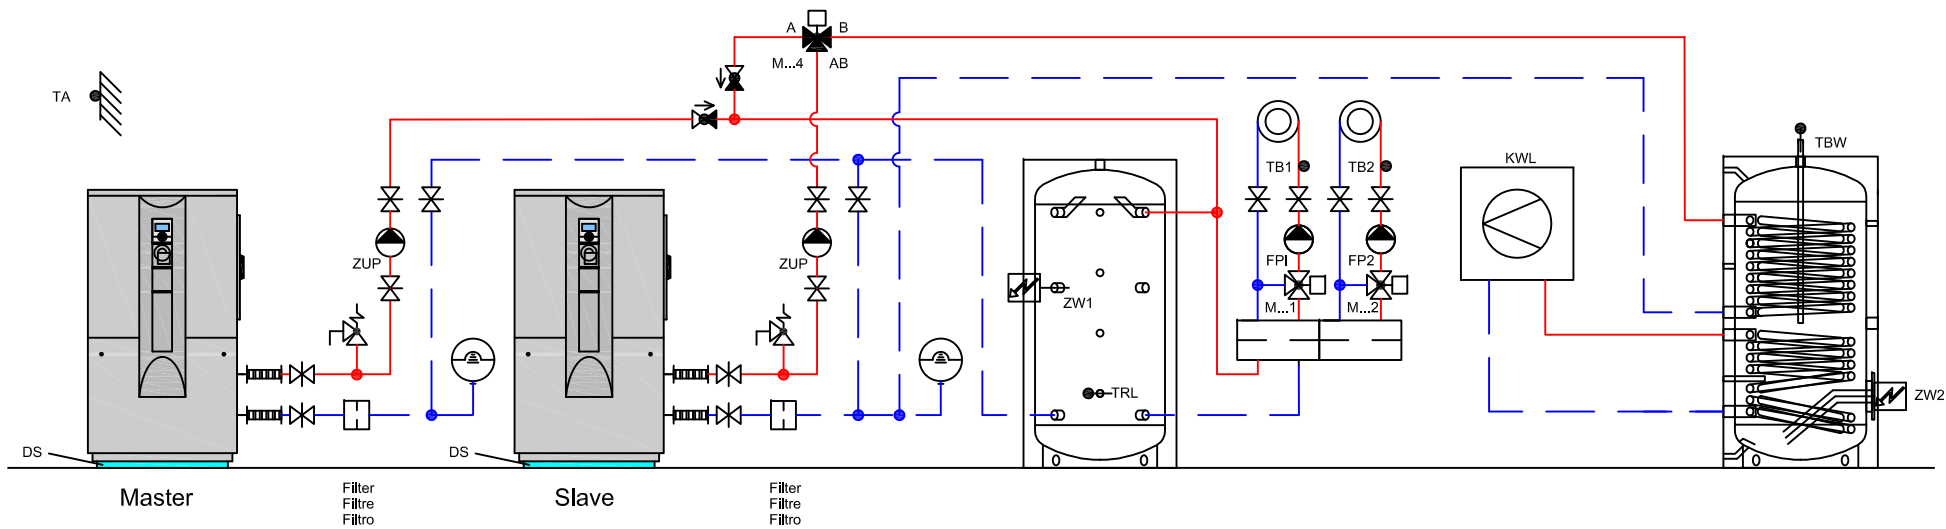 A
B
M...4
AB
TA
TBW
KWL
TB1
TB2
ZUP
ZUP
FP1
FP2
ZW1
M...1
M...2
TRL
ZW2
DS
DS
Master
Slave
Filter
Filtre
Filtro
Filter
Filtre
Filtro